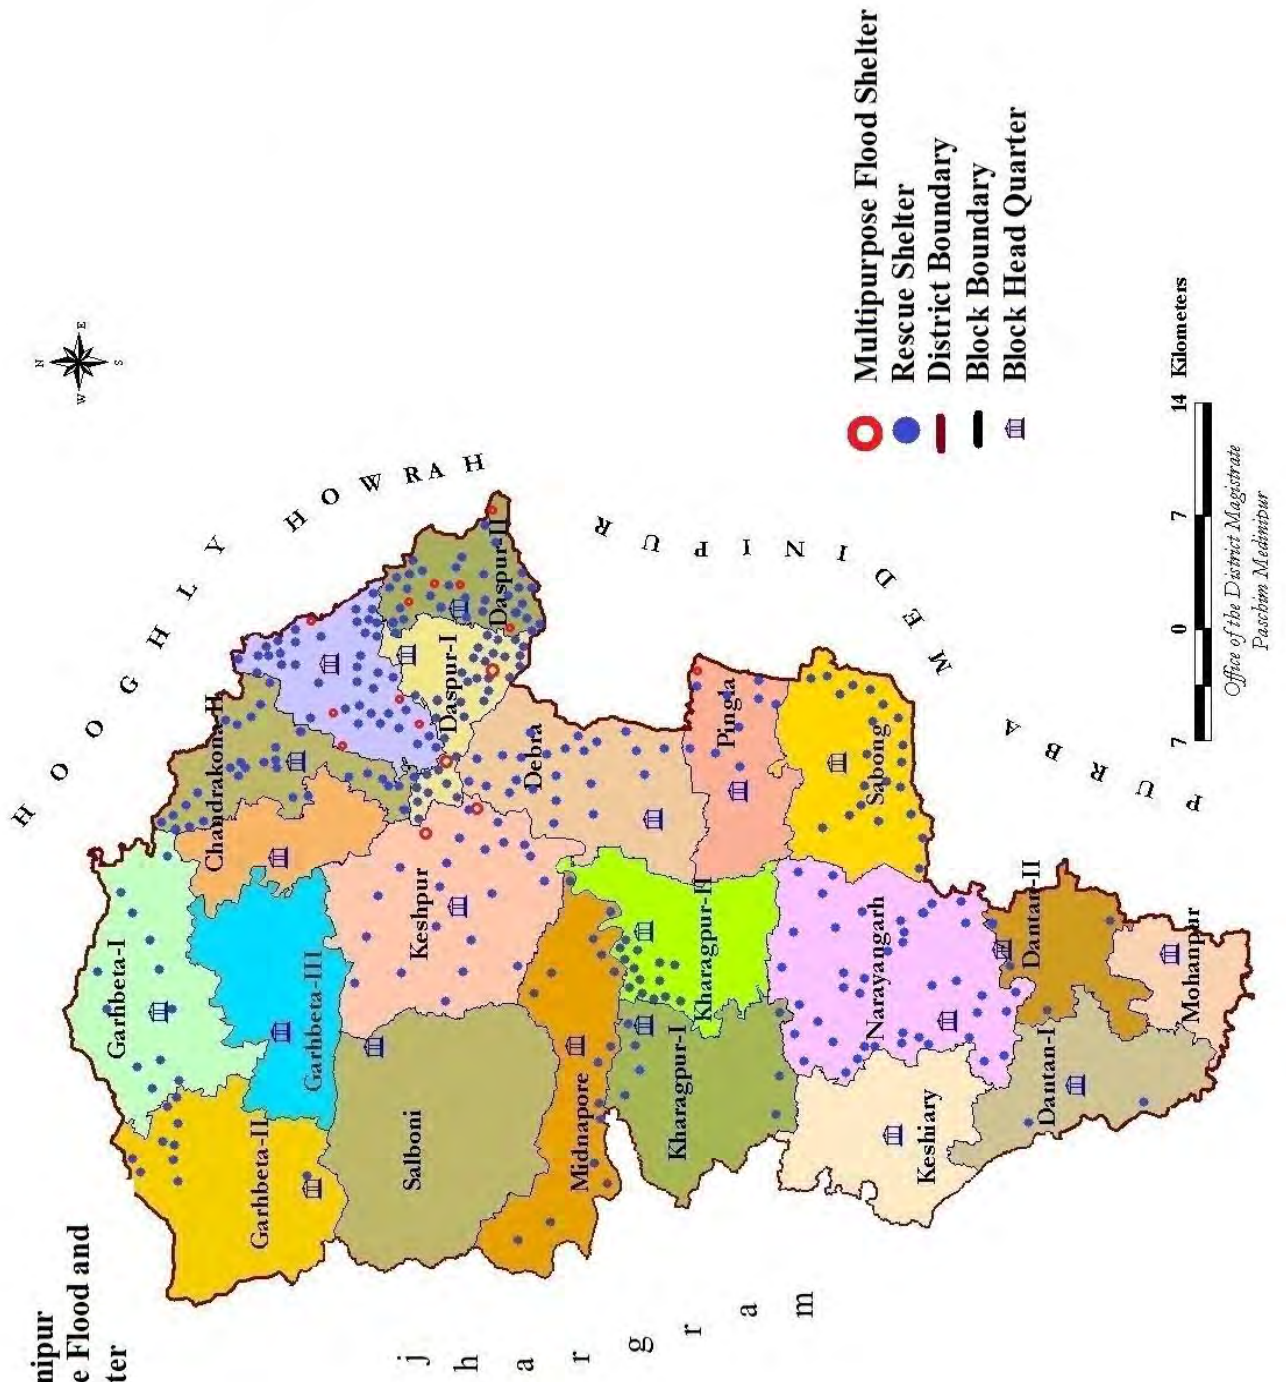 nipur
e Flood and
ter
N
W E
S
H O O G H L Y
H O W R A H
P U R B A
M E D I N I P U R
j h a r g r a m
Garhbeta-I
Garhbeta-II
Garhbeta-III
Chandrakona-II
Salboni
Keshpur
Daspur-I
Daspur-II
Debra
Midnapore
Kharagpur-I
Kharagpur-II
Pingla
Sabong
Narayangarh
Keshiary
Dantan-I
Dantan-II
Mohanpur
Multipurpose Flood Shelter
Rescue Shelter
District Boundary
Block Boundary
Block Head Quarter
7 0 7 14 Kilometers
Office of the District Magistrate
Paschim Medinipur